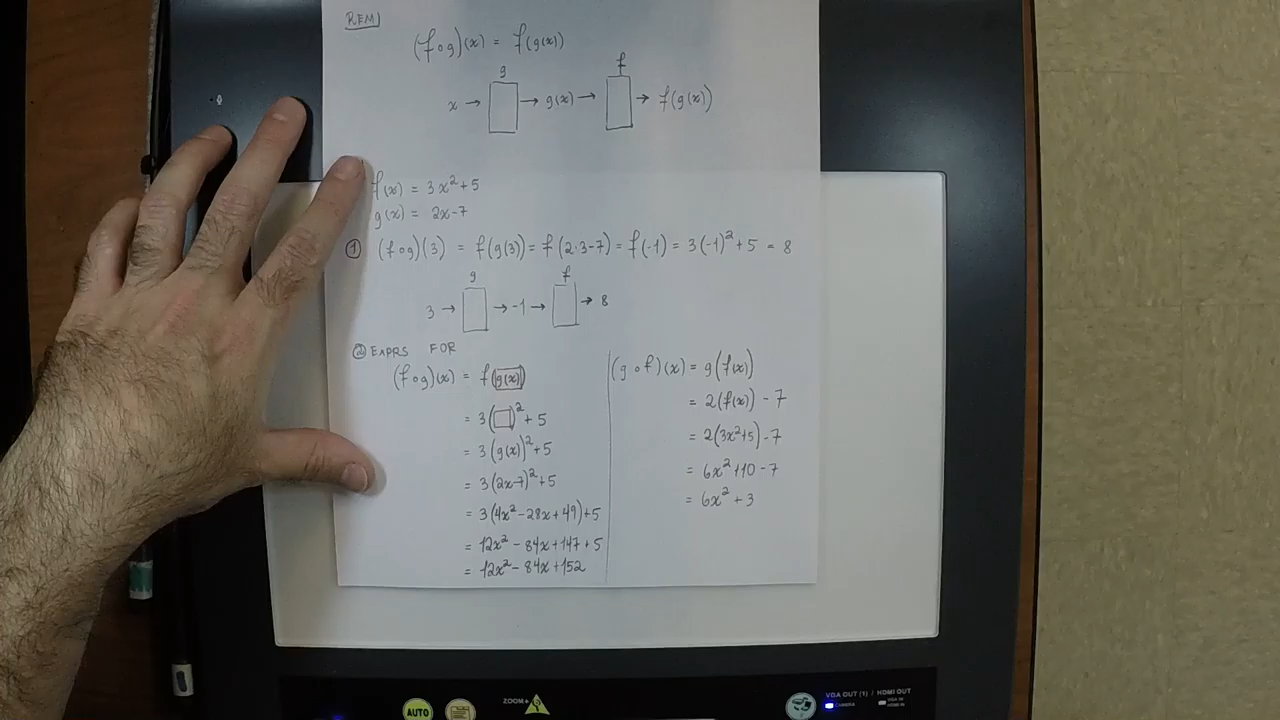 REM
(f∘g)(x) = f(g(x))
g f
x → → g(x) → → f(g(x))
f(x) = 3x²+5
g(x) = 2x-7
① (f∘g)(3) = f(g(3)) = f(2·3-7) = f(-1) = 3(-1)²+5 = 8
g f
3 → → -1 → → 8
② EXPRS FOR
(f∘g)(x) = f(g(x))
= 3(□)²+5
= 3(g(x))²+5
= 3(2x-7)²+5
= 3(4x²-28x+49)+5
= 12x²-84x+147+5
= 12x²-84x+152
(g∘f)(x) = g(f(x))
= 2(f(x))-7
= 2(3x²+5)-7
= 6x²+10-7
= 6x²+3
AUTO
ZOOM
VGA OUT (1) / HDMI OUT
CAMERA